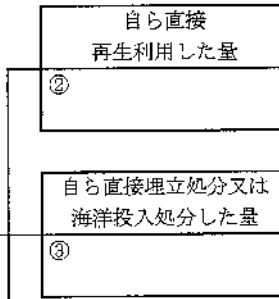 自ら直接
再生利用した量
②
自ら直接埋立処分又は
海洋投入処分した量
③